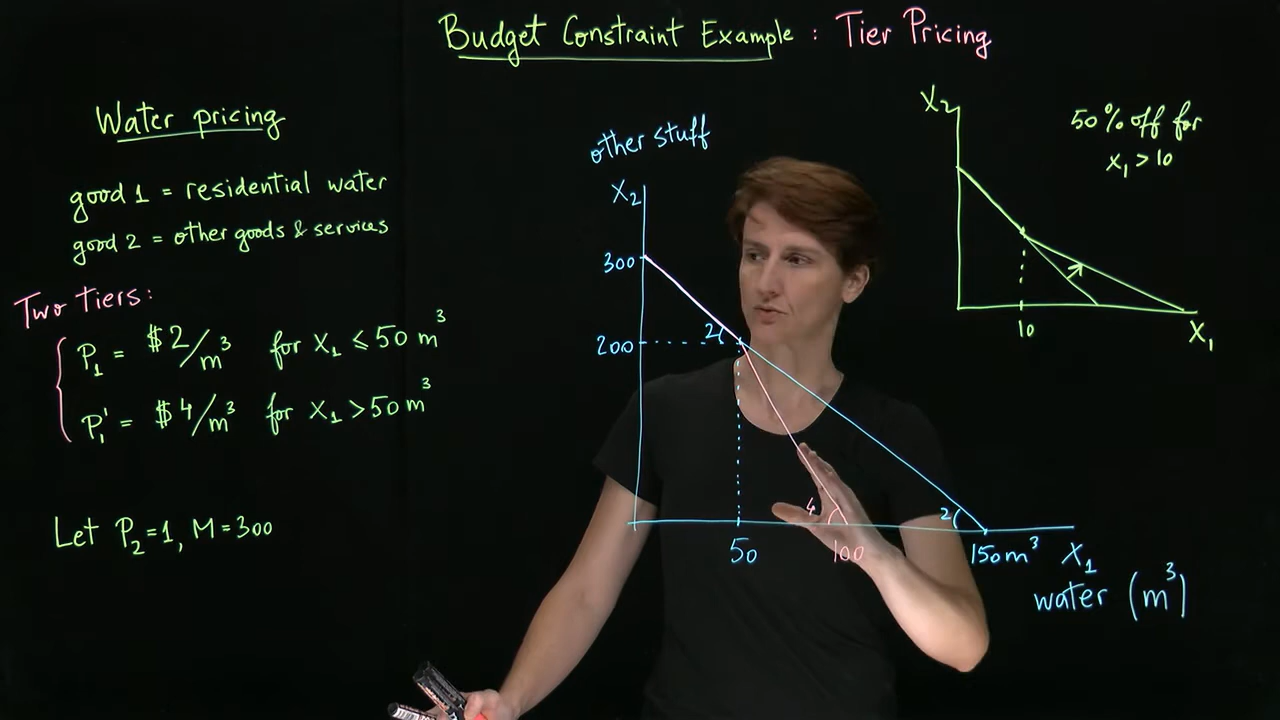 Budget Constraint Example : Tier Pricing
Water pricing
good 1 = residential water
good 2 = other goods & services
Two tiers:
P₁ = $2/m³ for X₁ ≤ 50 m³
P₁' = $4/m³ for X₁ > 50 m³
Let P₂ = 1, M = 300
other stuff
X₂
300
200
2
4
2
50
100
150 m³
X₁
water (m³)
X₂
50% off for
X₁ > 10
10
X₁